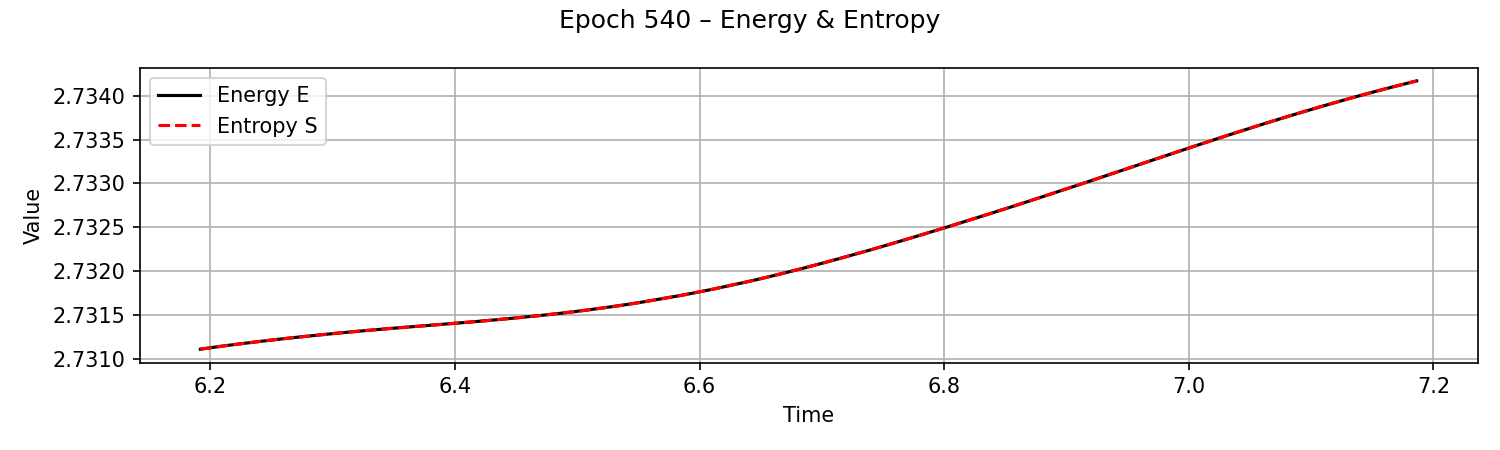 Epoch 540 – Energy & Entropy
Energy E
Entropy S
Value
2.7340
2.7335
2.7330
2.7325
2.7320
2.7315
2.7310
6.2 6.4 6.6 6.8 7.0 7.2
Time